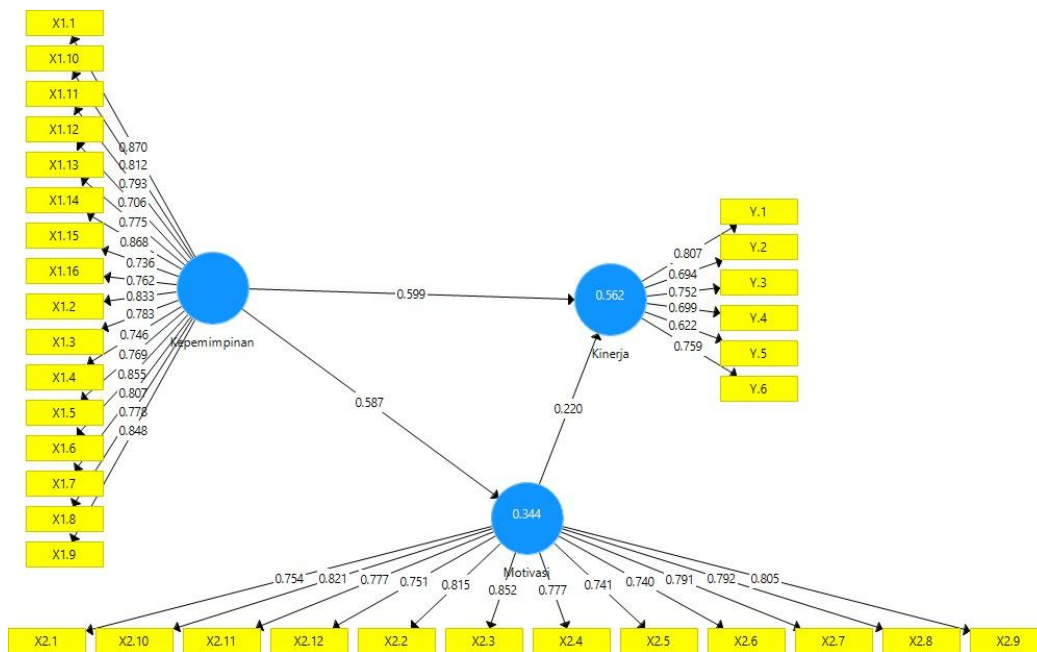 X1.1
X1.10
X1.11
X1.12
X1.13
X1.14
X1.15
X1.16
X1.2
X1.3
X1.4
X1.5
X1.6
X1.7
X1.8
X1.9
0.870
0.812
0.793
0.706
0.775
0.868
0.736
0.762
0.833
0.783
0.746
0.769
0.855
0.807
0.778
0.848
Kepemimpinan
0.599
0.587
0.562
Kinerja
0.220
0.807
0.694
0.752
0.699
0.622
0.759
Y.1
Y.2
Y.3
Y.4
Y.5
Y.6
0.344
Motivasi
0.754
0.821
0.777
0.751
0.815
0.852
0.777
0.741
0.740
0.791
0.792
0.805
X2.1
X2.10
X2.11
X2.12
X2.2
X2.3
X2.4
X2.5
X2.6
X2.7
X2.8
X2.9